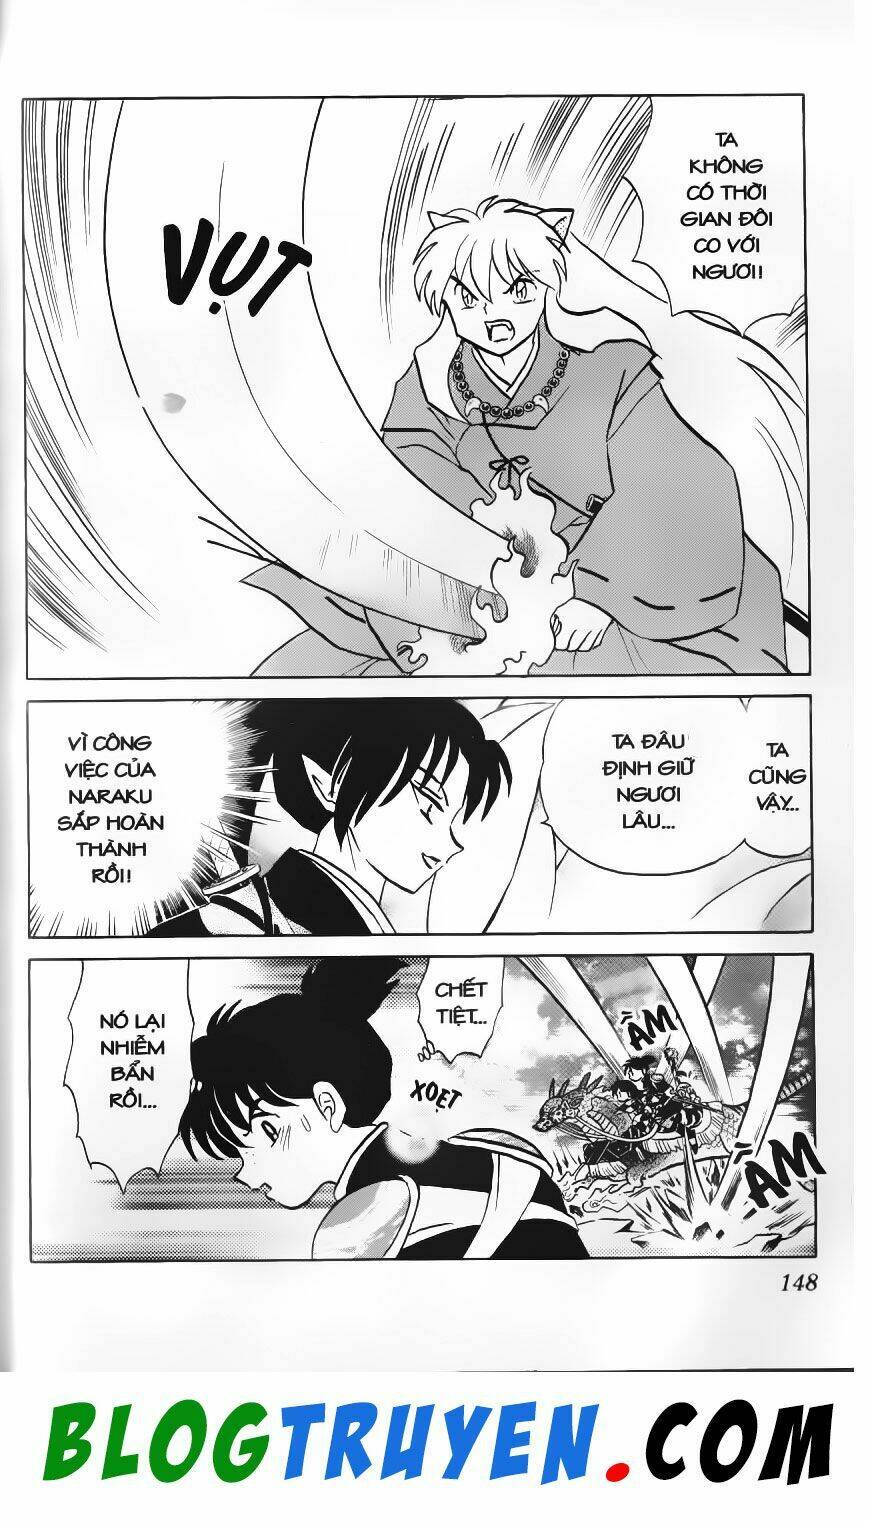 TA
KHÔNG
CÓ THỜI
GIAN ĐÔI
CO VỚI
NGƯƠI!
VỤT
TA
CŨNG
VẬY...
TA ĐÂU
ĐỊNH GIỮ
NGƯƠI
LÂU...
VÌ CÔNG
VIỆC CỦA
NARAKU
SẮP HOÀN
THÀNH
RỒI!
ẦM
ẦM
CHẾT
TIỆT...
XOẸT
NÓ LẠI
NHIỄM
BẨN
RỒI...
148
BLOGTRUYEN.COM